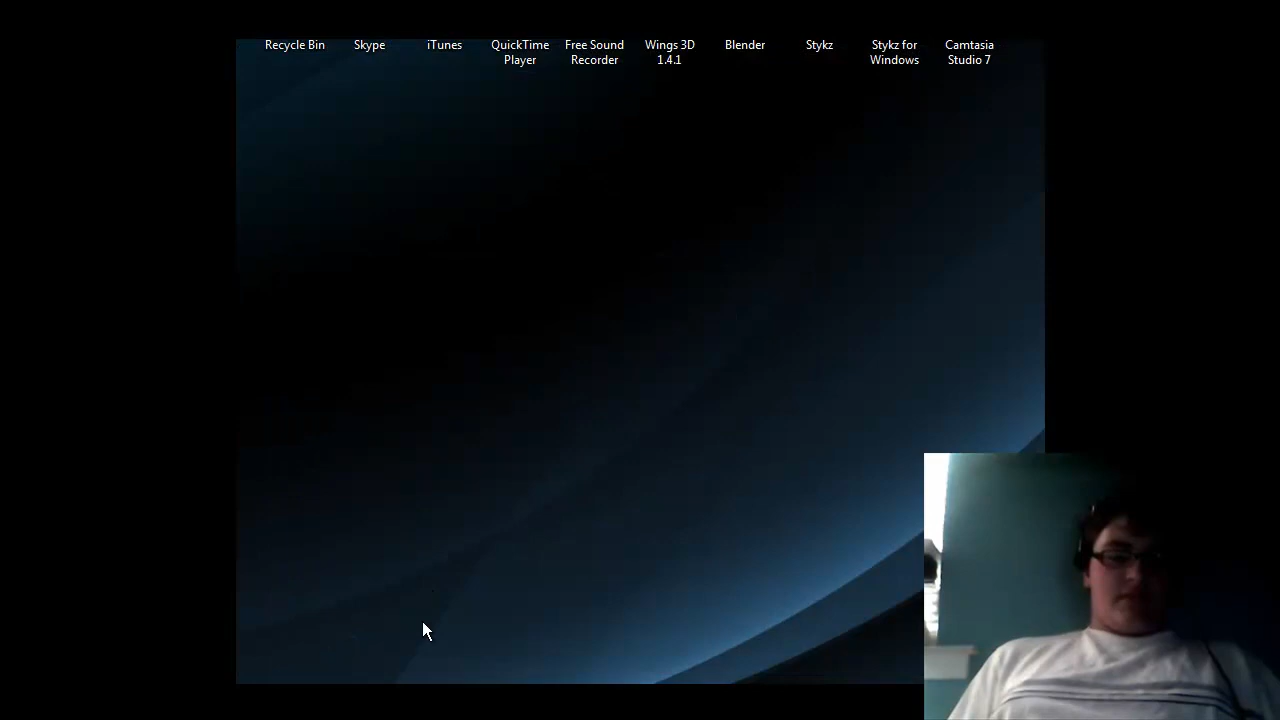 Recycle Bin
Skype
iTunes
QuickTime
Player
Free Sound
Recorder
Wings 3D
1.4.1
Blender
Stykz
Stykz for
Windows
Camtasia
Studio 7